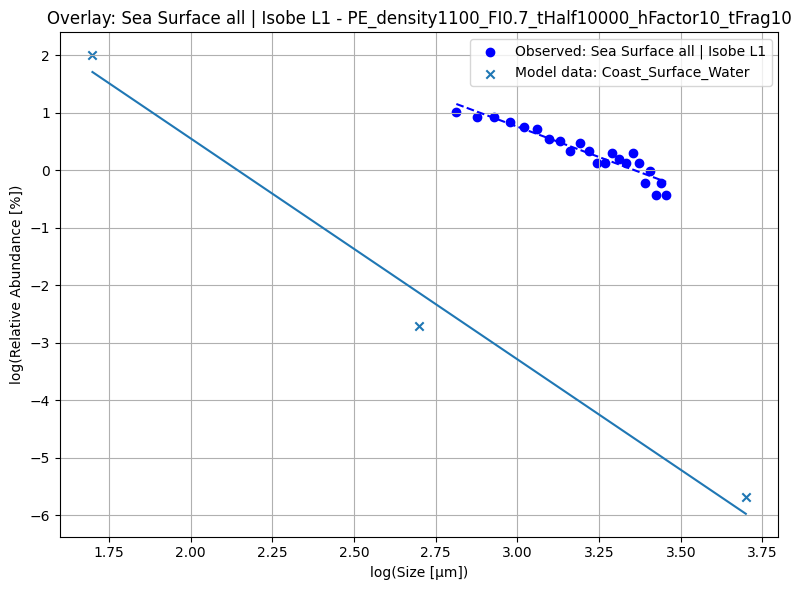 Overlay: Sea Surface all | Isobe L1 - PE_density1100_FI0.7_tHalf10000_hFactor10_tFrag10
Observed: Sea Surface all | Isobe L1
Model data: Coast_Surface_Water
log(Relative Abundance [%])
2
1
0
−1
−2
−3
−4
−5
−6
1.75 2.00 2.25 2.50 2.75 3.00 3.25 3.50 3.75
log(Size [µm])